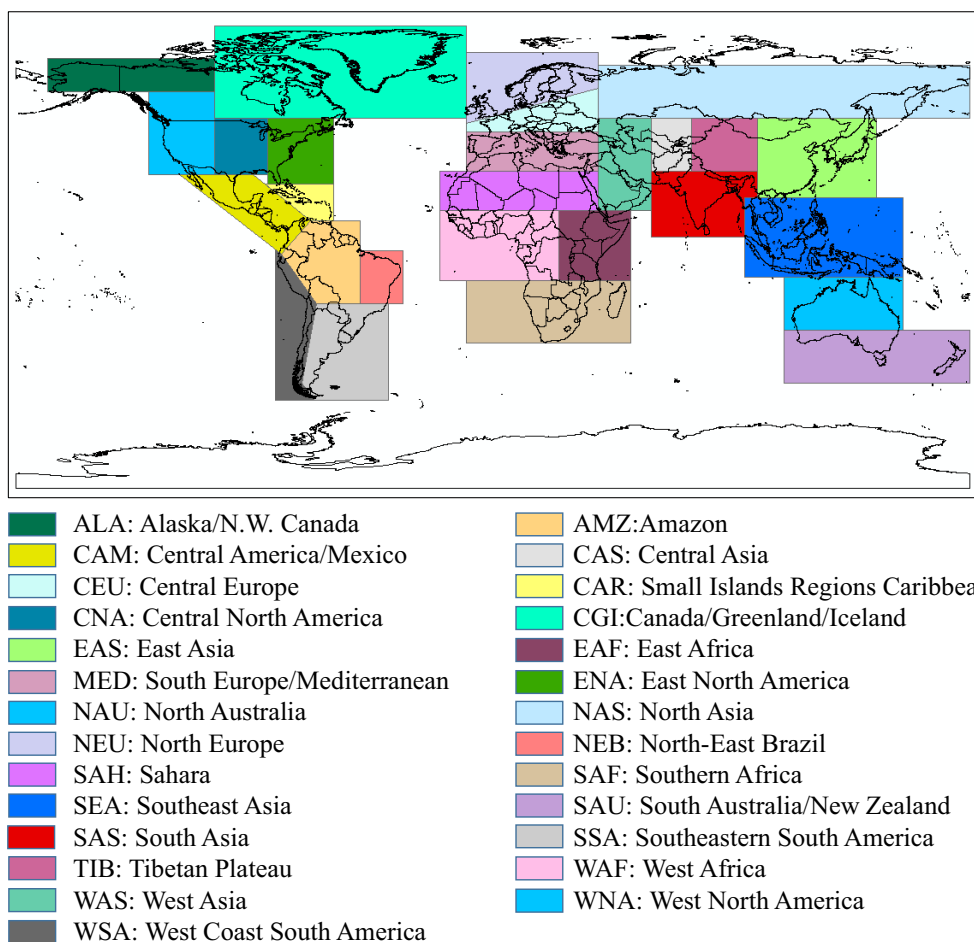 ALA: Alaska/N.W. Canada
AMZ:Amazon
CAM: Central America/Mexico
CAS: Central Asia
CEU: Central Europe
CAR: Small Islands Regions Caribbea
CNA: Central North America
CGI:Canada/Greenland/Iceland
EAS: East Asia
EAF: East Africa
MED: South Europe/Mediterranean
ENA: East North America
NAU: North Australia
NAS: North Asia
NEU: North Europe
NEB: North-East Brazil
SAH: Sahara
SAF: Southern Africa
SEA: Southeast Asia
SAU: South Australia/New Zealand
SAS: South Asia
SSA: Southeastern South America
TIB: Tibetan Plateau
WAF: West Africa
WAS: West Asia
WNA: West North America
WSA: West Coast South America